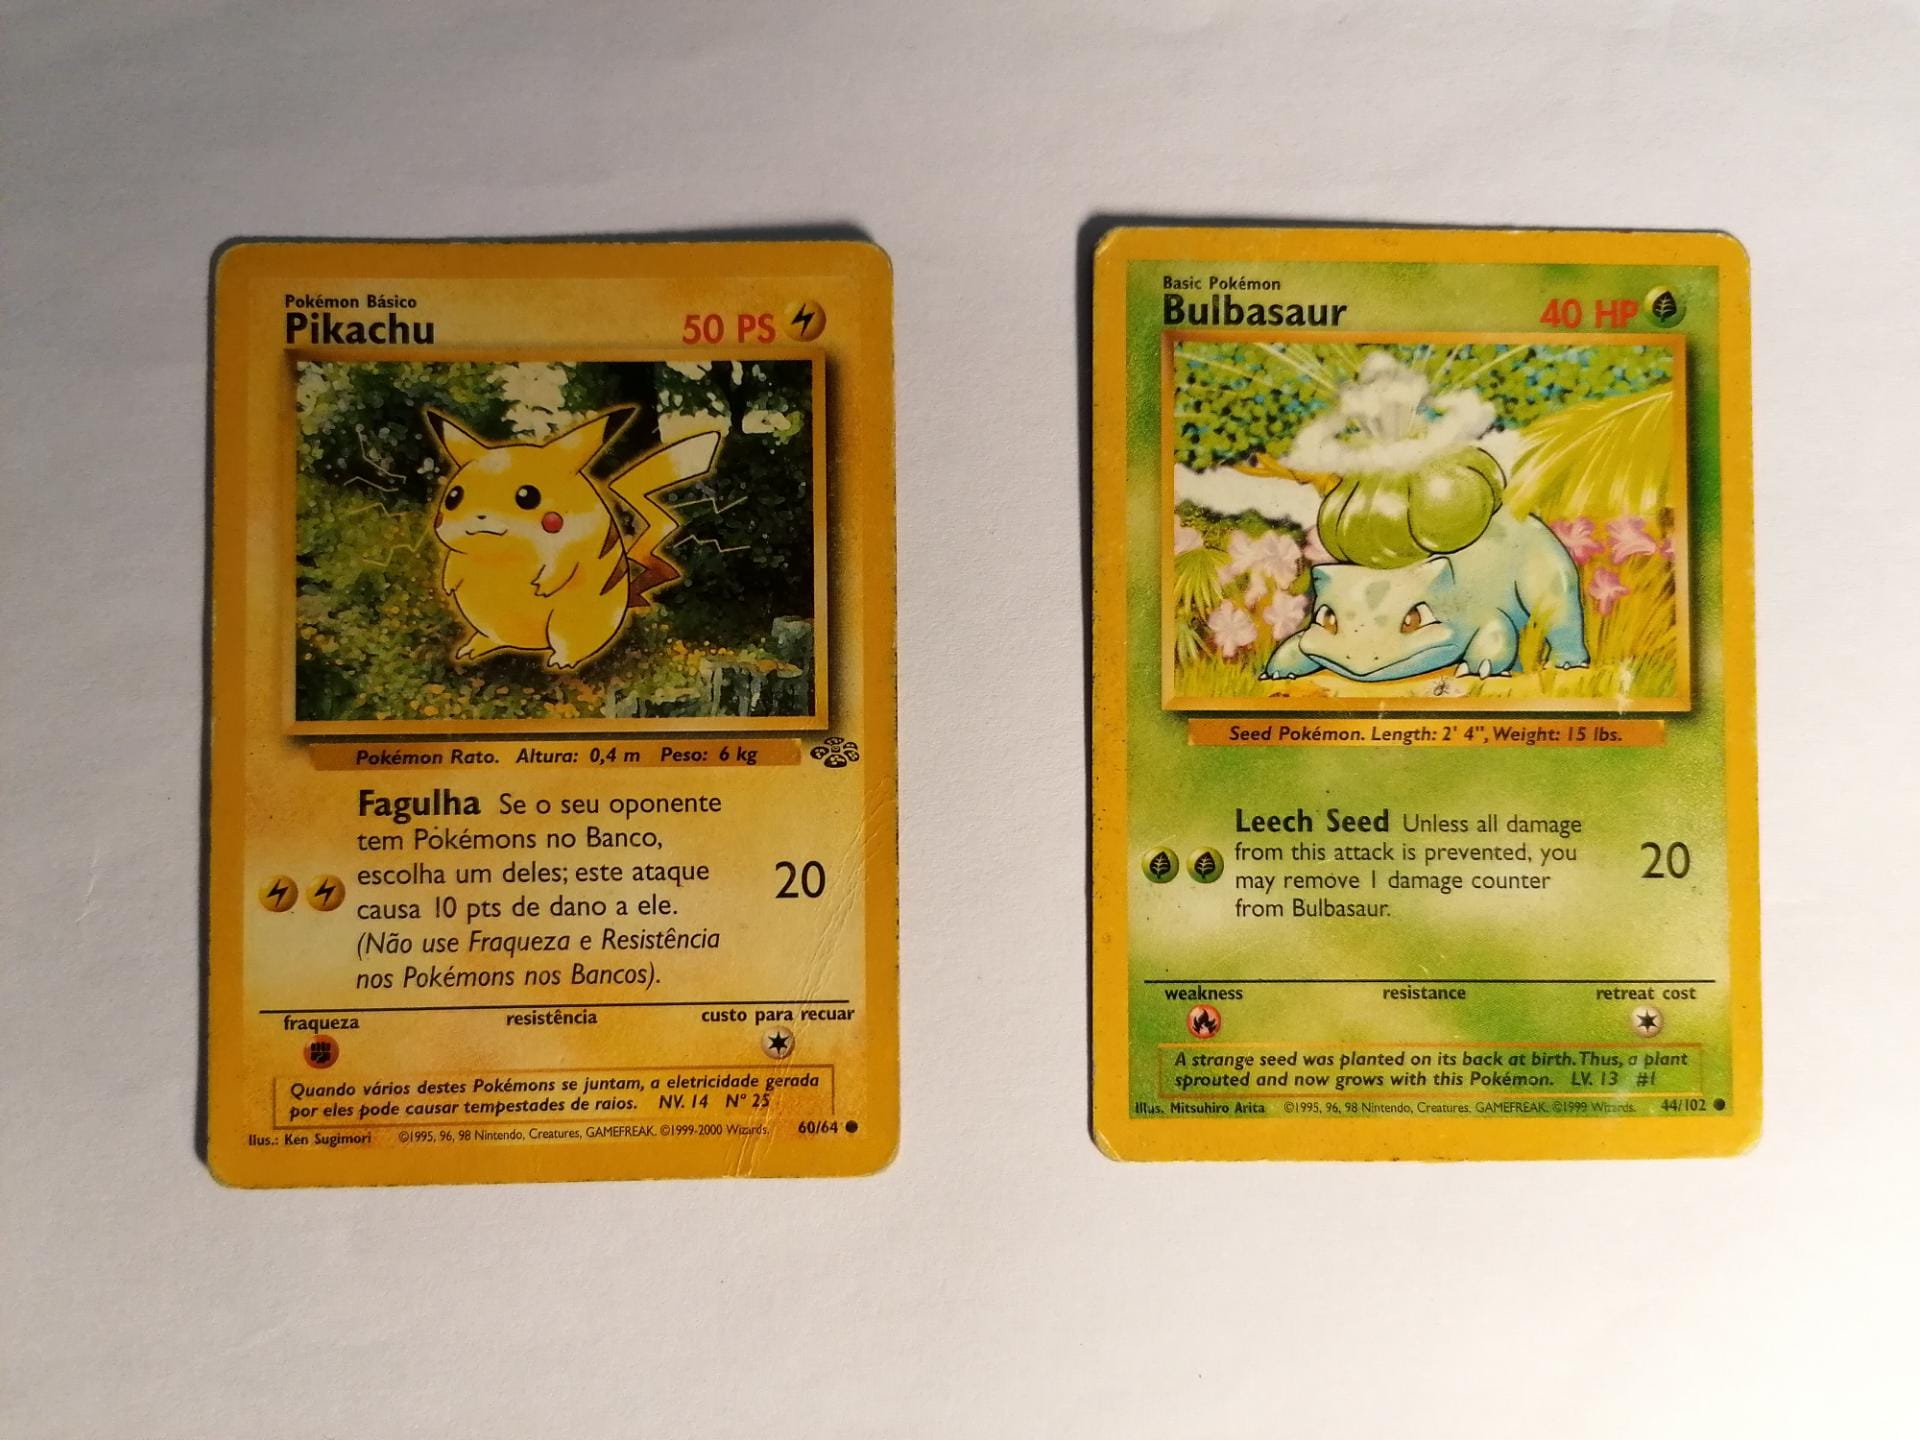 Pokémon Básico
Pikachu
50 PS
Pokémon Rato. Altura: 0,4 m Peso: 6 kg
Fagulha Se o seu oponente
tem Pokémons no Banco,
escolha um deles; este ataque
causa 10 pts de dano a ele.
(Não use Fraqueza e Resistência
nos Pokémons nos Bancos).
20
fraqueza
resistência
custo para recuar
Quando vários destes Pokémons se juntam, a eletricidade gerada
por eles pode causar tempestades de raios. NV. 14 Nº 25
Ilus.: Ken Sugimori ©1995, 96, 98 Nintendo, Creatures, GAMEFREAK. ©1999-2000 Wizards. 60/64
Basic Pokémon
Bulbasaur
40 HP
Seed Pokémon. Length: 2' 4", Weight: 15 lbs.
Leech Seed Unless all damage
from this attack is prevented, you
may remove 1 damage counter
from Bulbasaur.
20
weakness
resistance
retreat cost
A strange seed was planted on its back at birth. Thus, a plant
sprouted and now grows with this Pokémon. LV. 13 #1
Illus. Mitsuhiro Arita ©1995, 96, 98 Nintendo, Creatures, GAMEFREAK. ©1999 Wizards. 44/102